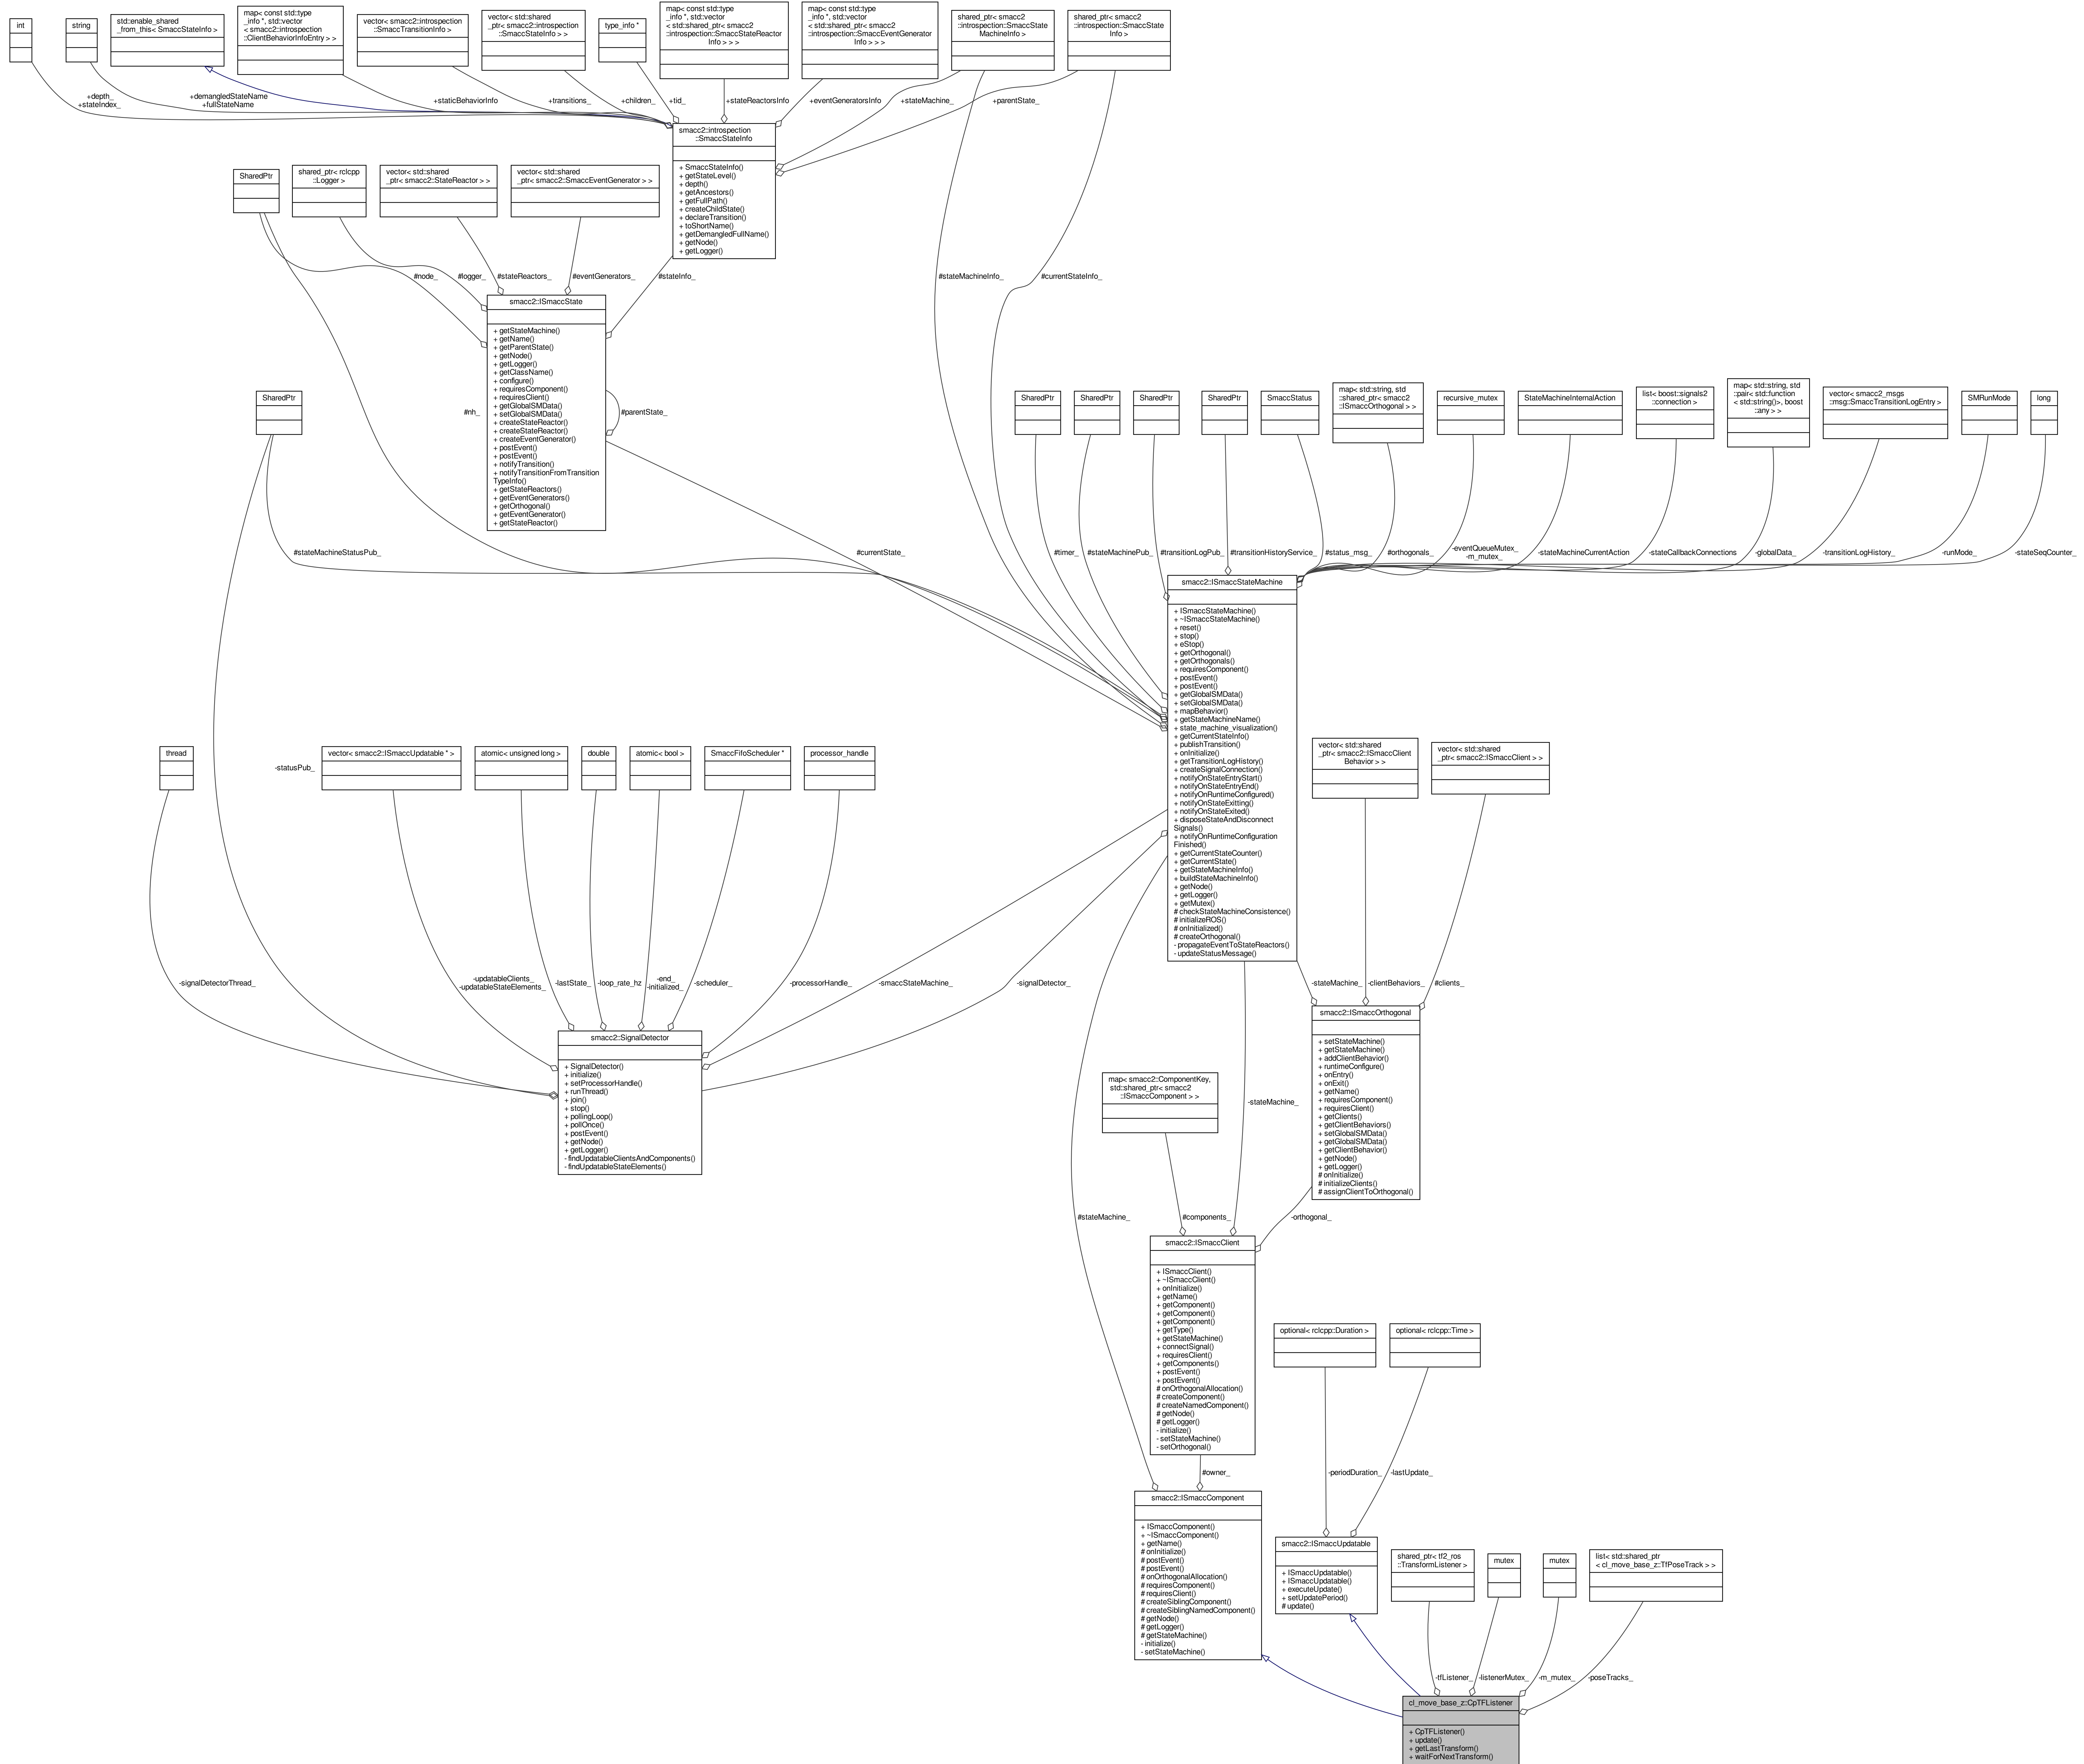 int
string
std::enable_shared
_from_this< SmaccStateInfo >
map< const std::type
_info *, std::vector
< smacc2::introspection
::ClientBehaviorInfoEntry > >
vector< smacc2::introspection
::SmaccTransitionInfo >
vector< std::shared
_ptr< smacc2::introspection
::SmaccStateInfo > >
type_info *
map< const std::type
_info *, std::vector
< std::shared_ptr< smacc2
::introspection::SmaccStateReactor
Info > > >
map< const std::type
_info *, std::vector
< std::shared_ptr< smacc2
::introspection::SmaccEventGenerator
Info > > >
shared_ptr< smacc2
::introspection::SmaccState
MachineInfo >
shared_ptr< smacc2
::introspection::SmaccState
Info >
+depth_
+stateIndex_
+demangledStateName
+fullStateName
+staticBehaviorInfo
+transitions_
+children_
+tid_
+stateReactorsInfo
+eventGeneratorsInfo
+stateMachine_
+parentState_
smacc2::introspection
::SmaccStateInfo
+ SmaccStateInfo()
+ getStateLevel()
+ depth()
+ getAncestors()
+ getFullPath()
+ createChildState()
+ declareTransition()
+ toShortName()
+ getDemangledFullName()
+ getNode()
+ getLogger()
SharedPtr
shared_ptr< rclcpp
::Logger >
vector< std::shared
_ptr< smacc2::StateReactor > >
vector< std::shared
_ptr< smacc2::SmaccEventGenerator > >
#node_
#logger_
#stateReactors_
#eventGenerators_
#stateInfo_
#stateMachineInfo_
#currentStateInfo_
smacc2::ISmaccState
+ getStateMachine()
+ getName()
+ getParentState()
+ getNode()
+ getLogger()
+ getClassName()
+ configure()
+ requiresComponent()
+ requiresClient()
+ getGlobalSMData()
+ setGlobalSMData()
+ createStateReactor()
+ createStateReactor()
+ createEventGenerator()
+ postEvent()
+ postEvent()
+ notifyTransition()
+ notifyTransitionFromTransition
TypeInfo()
+ getStateReactors()
+ getEventGenerators()
+ getOrthogonal()
+ getEventGenerator()
+ getStateReactor()
#parentState_
#nh_
SharedPtr
SharedPtr
SharedPtr
SharedPtr
SharedPtr
SmaccStatus
map< std::string, std
::shared_ptr< smacc2
::ISmaccOrthogonal > >
recursive_mutex
StateMachineInternalAction
list< boost::signals2
::connection >
map< std::string, std
::pair< std::function
< std::string()>, boost
::any > >
vector< smacc2_msgs
::msg::SmaccTransitionLogEntry >
SMRunMode
long
#stateMachineStatusPub_
#currentState_
#timer_
#stateMachinePub_
#transitionLogPub_
#transitionHistoryService_
#status_msg_
#orthogonals_
-eventQueueMutex_
-m_mutex_
-stateMachineCurrentAction
-stateCallbackConnections
-globalData_
-transitionLogHistory_
-runMode_
-stateSeqCounter_
smacc2::ISmaccStateMachine
+ ISmaccStateMachine()
+ ~ISmaccStateMachine()
+ reset()
+ stop()
+ eStop()
+ getOrthogonal()
+ getOrthogonals()
+ requiresComponent()
+ postEvent()
+ postEvent()
+ getGlobalSMData()
+ setGlobalSMData()
+ mapBehavior()
+ getStateMachineName()
+ state_machine_visualization()
+ getCurrentStateInfo()
+ publishTransition()
+ onInitialize()
+ getTransitionLogHistory()
+ createSignalConnection()
+ notifyOnStateEntryStart()
+ notifyOnStateEntryEnd()
+ notifyOnRuntimeConfigured()
+ notifyOnStateExitting()
+ notifyOnStateExited()
+ disposeStateAndDisconnect
Signals()
+ notifyOnRuntimeConfiguration
Finished()
+ getCurrentStateCounter()
+ getCurrentState()
+ getStateMachineInfo()
+ buildStateMachineInfo()
+ getNode()
+ getLogger()
+ getMutex()
# checkStateMachineConsistence()
# initializeROS()
# onInitialized()
# createOrthogonal()
- propagateEventToStateReactors()
- updateStatusMessage()
thread
-statusPub_
vector< smacc2::ISmaccUpdatable * >
atomic< unsigned long >
double
atomic< bool >
SmaccFifoScheduler *
processor_handle
vector< std::shared
_ptr< smacc2::ISmaccClient
Behavior > >
vector< std::shared
_ptr< smacc2::ISmaccClient > >
-signalDetectorThread_
-updatableClients_
-updatableStateElements_
-lastState_
-loop_rate_hz
-end_
-initialized_
-scheduler_
-processorHandle_
-smaccStateMachine_
-signalDetector_
-stateMachine_
-clientBehaviors_
#clients_
smacc2::SignalDetector
+ SignalDetector()
+ initialize()
+ setProcessorHandle()
+ runThread()
+ join()
+ stop()
+ pollingLoop()
+ pollOnce()
+ postEvent()
+ getNode()
+ getLogger()
- findUpdatableClientsAndComponents()
- findUpdatableStateElements()
smacc2::ISmaccOrthogonal
+ setStateMachine()
+ getStateMachine()
+ addClientBehavior()
+ runtimeConfigure()
+ onEntry()
+ onExit()
+ getName()
+ requiresComponent()
+ requiresClient()
+ getClients()
+ getClientBehaviors()
+ setGlobalSMData()
+ getGlobalSMData()
+ getClientBehavior()
+ getNode()
+ getLogger()
# onInitialize()
# initializeClients()
# assignClientToOrthogonal()
map< smacc2::ComponentKey,
std::shared_ptr< smacc2
::ISmaccComponent > >
-stateMachine_
#stateMachine_
#components_
-orthogonal_
smacc2::ISmaccClient
+ ISmaccClient()
+ ~ISmaccClient()
+ onInitialize()
+ getName()
+ getComponent()
+ getComponent()
+ getComponent()
+ getType()
+ getStateMachine()
+ connectSignal()
+ requiresClient()
+ getComponents()
+ postEvent()
+ postEvent()
# onOrthogonalAllocation()
# createComponent()
# createNamedComponent()
# getNode()
# getLogger()
- initialize()
- setStateMachine()
- setOrthogonal()
optional< rclcpp::Duration >
optional< rclcpp::Time >
#owner_
-periodDuration_
-lastUpdate_
smacc2::ISmaccComponent
+ ISmaccComponent()
+ ~ISmaccComponent()
+ getName()
# onInitialize()
# postEvent()
# postEvent()
# onOrthogonalAllocation()
# requiresComponent()
# requiresClient()
# createSiblingComponent()
# createSiblingNamedComponent()
# getNode()
# getLogger()
# getStateMachine()
- initialize()
- setStateMachine()
smacc2::ISmaccUpdatable
+ ISmaccUpdatable()
+ ISmaccUpdatable()
+ executeUpdate()
+ setUpdatePeriod()
# update()
shared_ptr< tf2_ros
::TransformListener >
mutex
mutex
list< std::shared_ptr
< cl_move_base_z::TfPoseTrack > >
-tfListener_
-listenerMutex_
-m_mutex_
-poseTracks_
cl_move_base_z::CpTFListener
+ CpTFListener()
+ update()
+ getLastTransform()
+ waitForNextTransform()